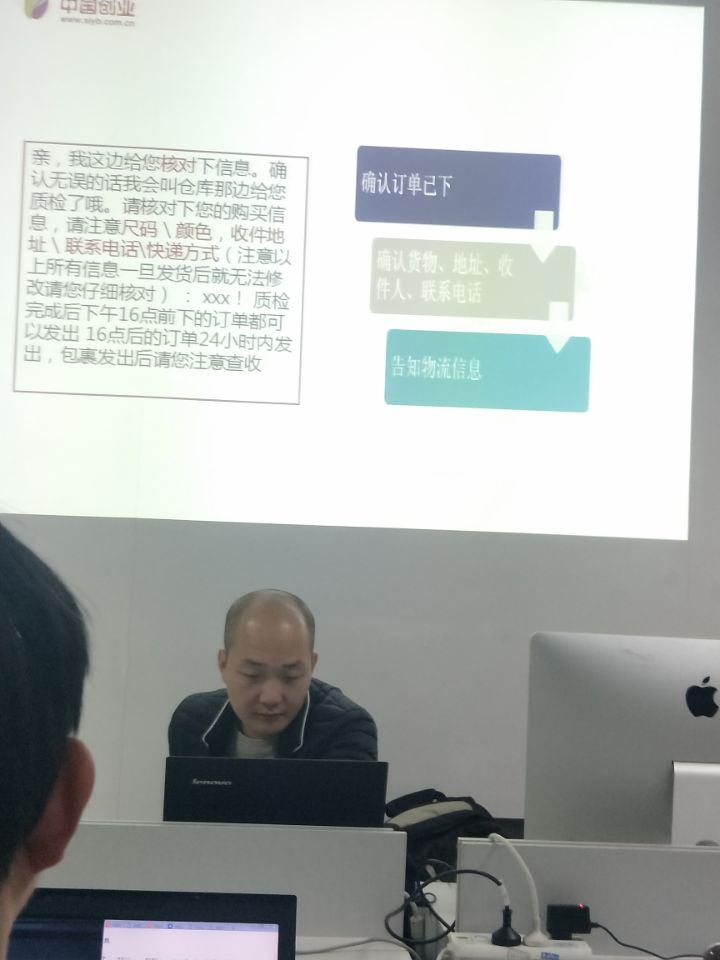 中国创业
www.siyb.com.cn
亲，我这边给您核对下信息。确
认无误的话我会叫仓库那边给您
质检了哦。请核对下您的购买信
息，请注意尺码 \ 颜色，收件地
址 \ 联系电话\快递方式（注意以
上所有信息一旦发货后就无法修
改请您仔细核对） ： xxx！ 质检
完成后下午16点前下的订单都可
以发出 16点后的订单24小时内发
出，包裹发出后请您注意查收
确认订单已下
确认货物、地址、收
件人、联系电话
告知物流信息
lenovo